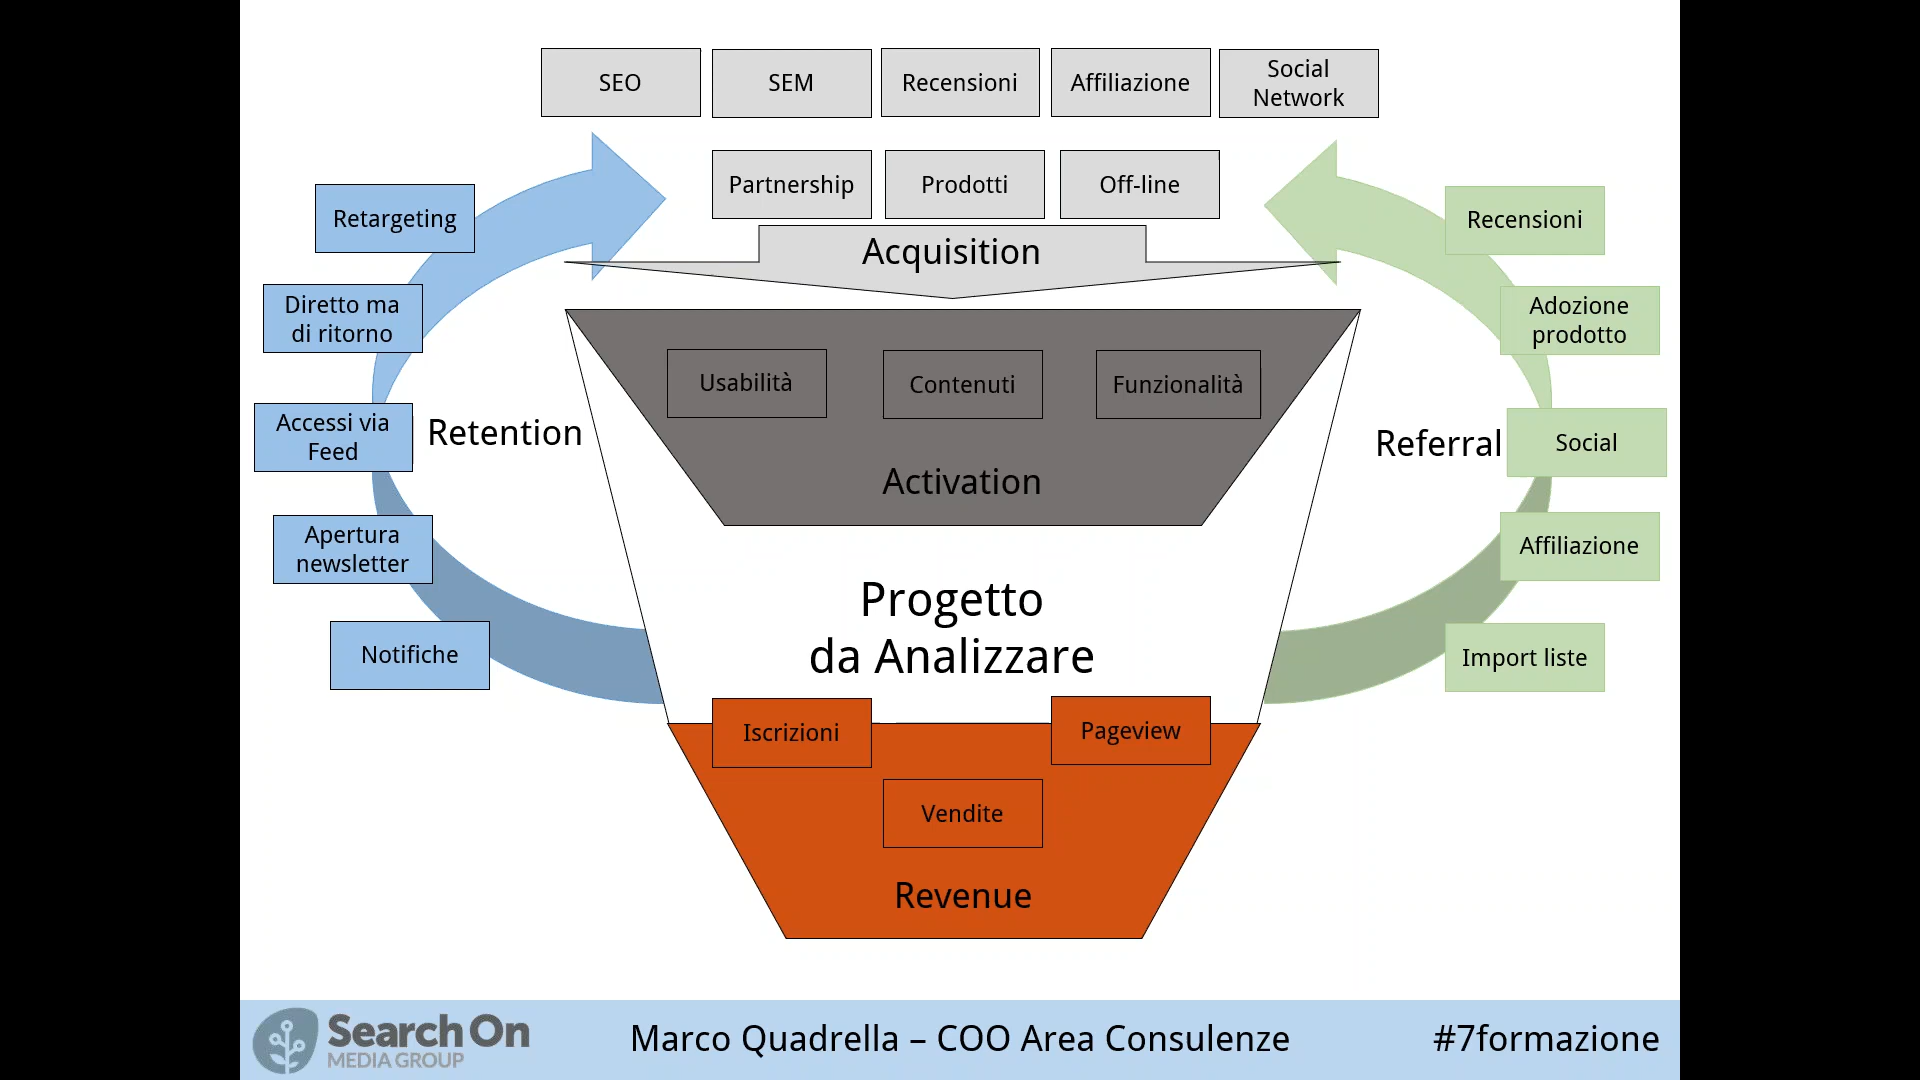 SEO
SEM
Recensioni
Affiliazione
Social
Network
Partnership
Prodotti
Off-line
Acquisition
Retargeting
Diretto ma
di ritorno
Accessi via
Feed
Apertura
newsletter
Notifiche
Retention
Usabilità
Contenuti
Funzionalità
Activation
Progetto
da Analizzare
Iscrizioni
Pageview
Vendite
Revenue
Referral
Recensioni
Adozione
prodotto
Social
Affiliazione
Import liste
Search On
MEDIA GROUP
Marco Quadrella – COO Area Consulenze
#7formazione